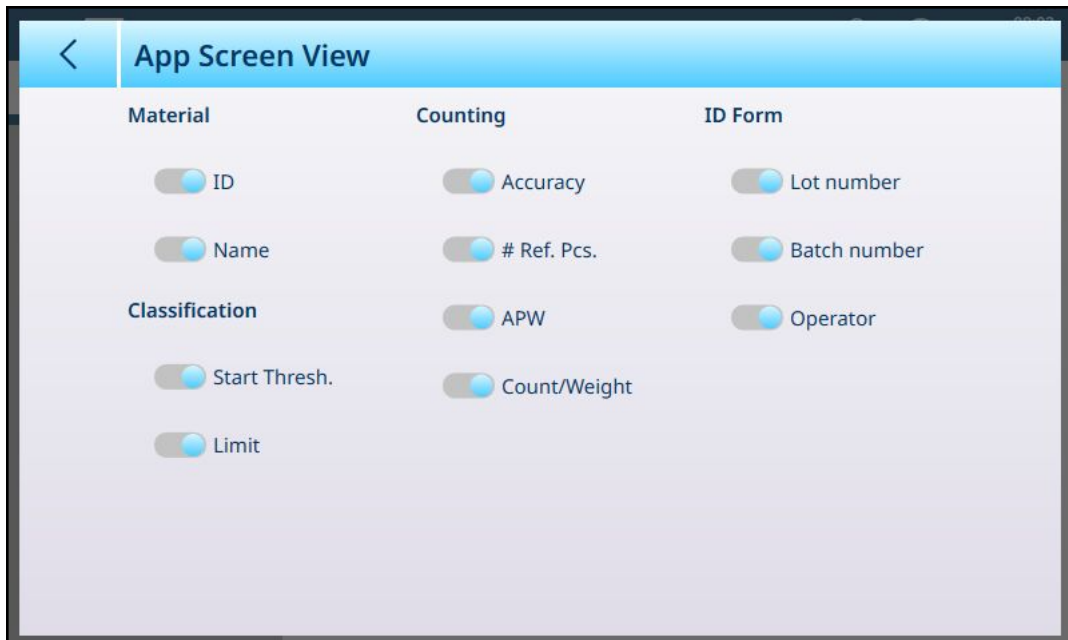 App Screen View
Material
ID
Name
Classification
Start Thresh.
Limit
Counting
Accuracy
# Ref. Pcs.
APW
Count/Weight
ID Form
Lot number
Batch number
Operator